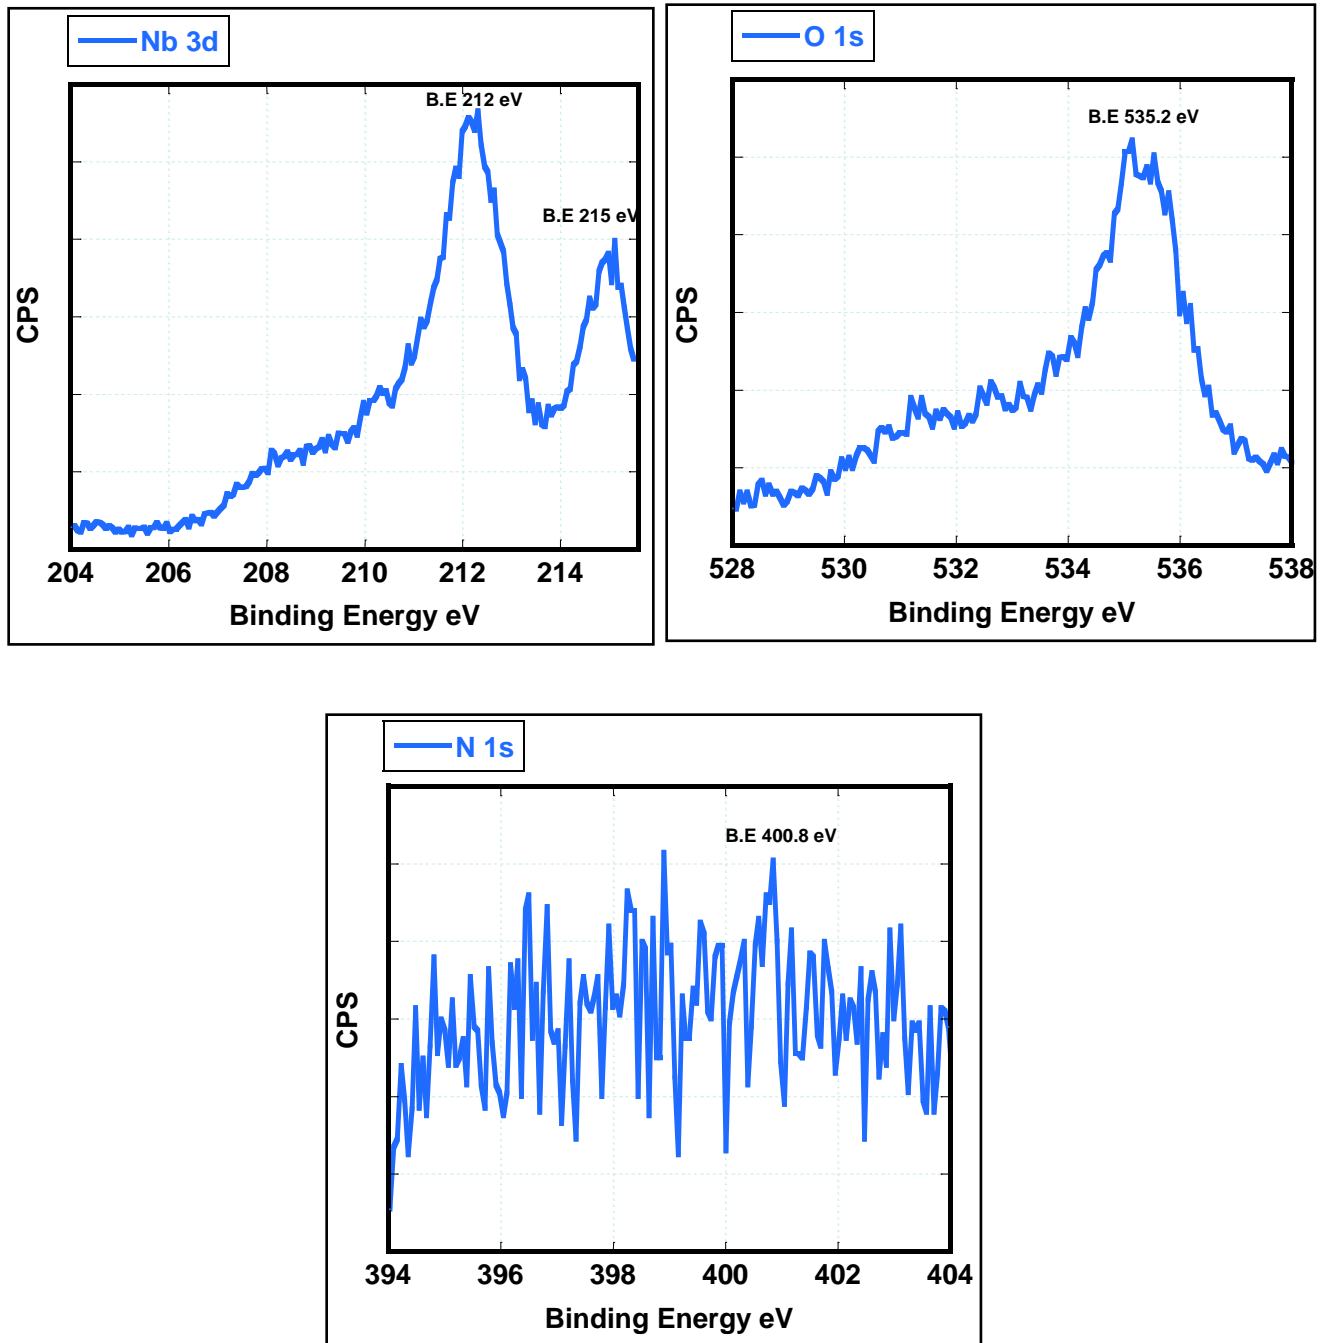 Nb 3d
B.E 212 eV
B.E 215 eV
CPS
204 206 208 210 212 214
Binding Energy eV
O 1s
B.E 535.2 eV
CPS
528 530 532 534 536 538
Binding Energy eV
N 1s
B.E 400.8 eV
CPS
394 396 398 400 402 404
Binding Energy eV